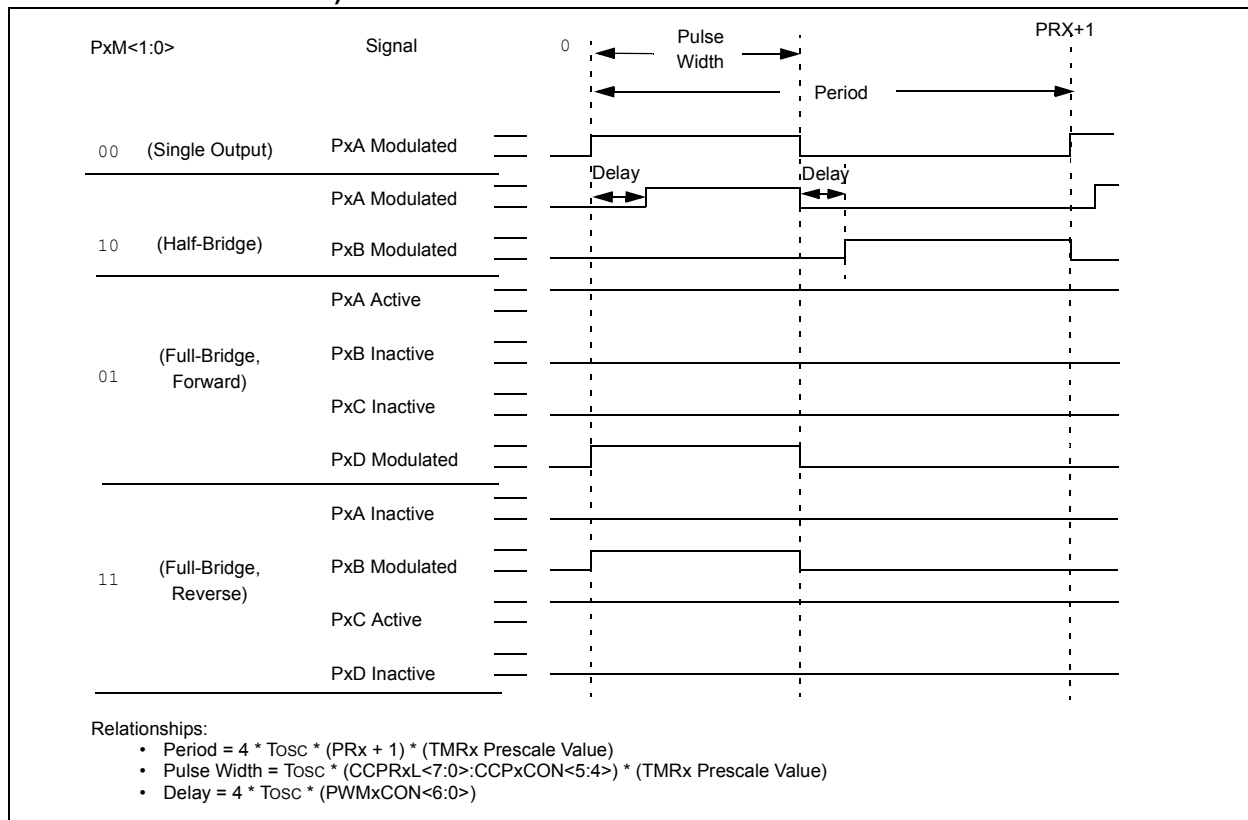 PxM<1:0>
Signal
0
Pulse
Width
PRX+1
Period
00 (Single Output) PxA Modulated
Delay
Delay
PxA Modulated
10 (Half-Bridge) PxB Modulated
PxA Active
(Full-Bridge,
Forward)
01
PxB Inactive
PxC Inactive
PxD Modulated
PxA Inactive
11 (Full-Bridge,
Reverse)
PxB Modulated
PxC Active
PxD Inactive
Relationships:
• Period = 4 * TOSC * (PRx + 1) * (TMRx Prescale Value)
• Pulse Width = TOSC * (CCPRxL<7:0>:CCPxCON<5:4>) * (TMRx Prescale Value)
• Delay = 4 * TOSC * (PWMxCON<6:0>)